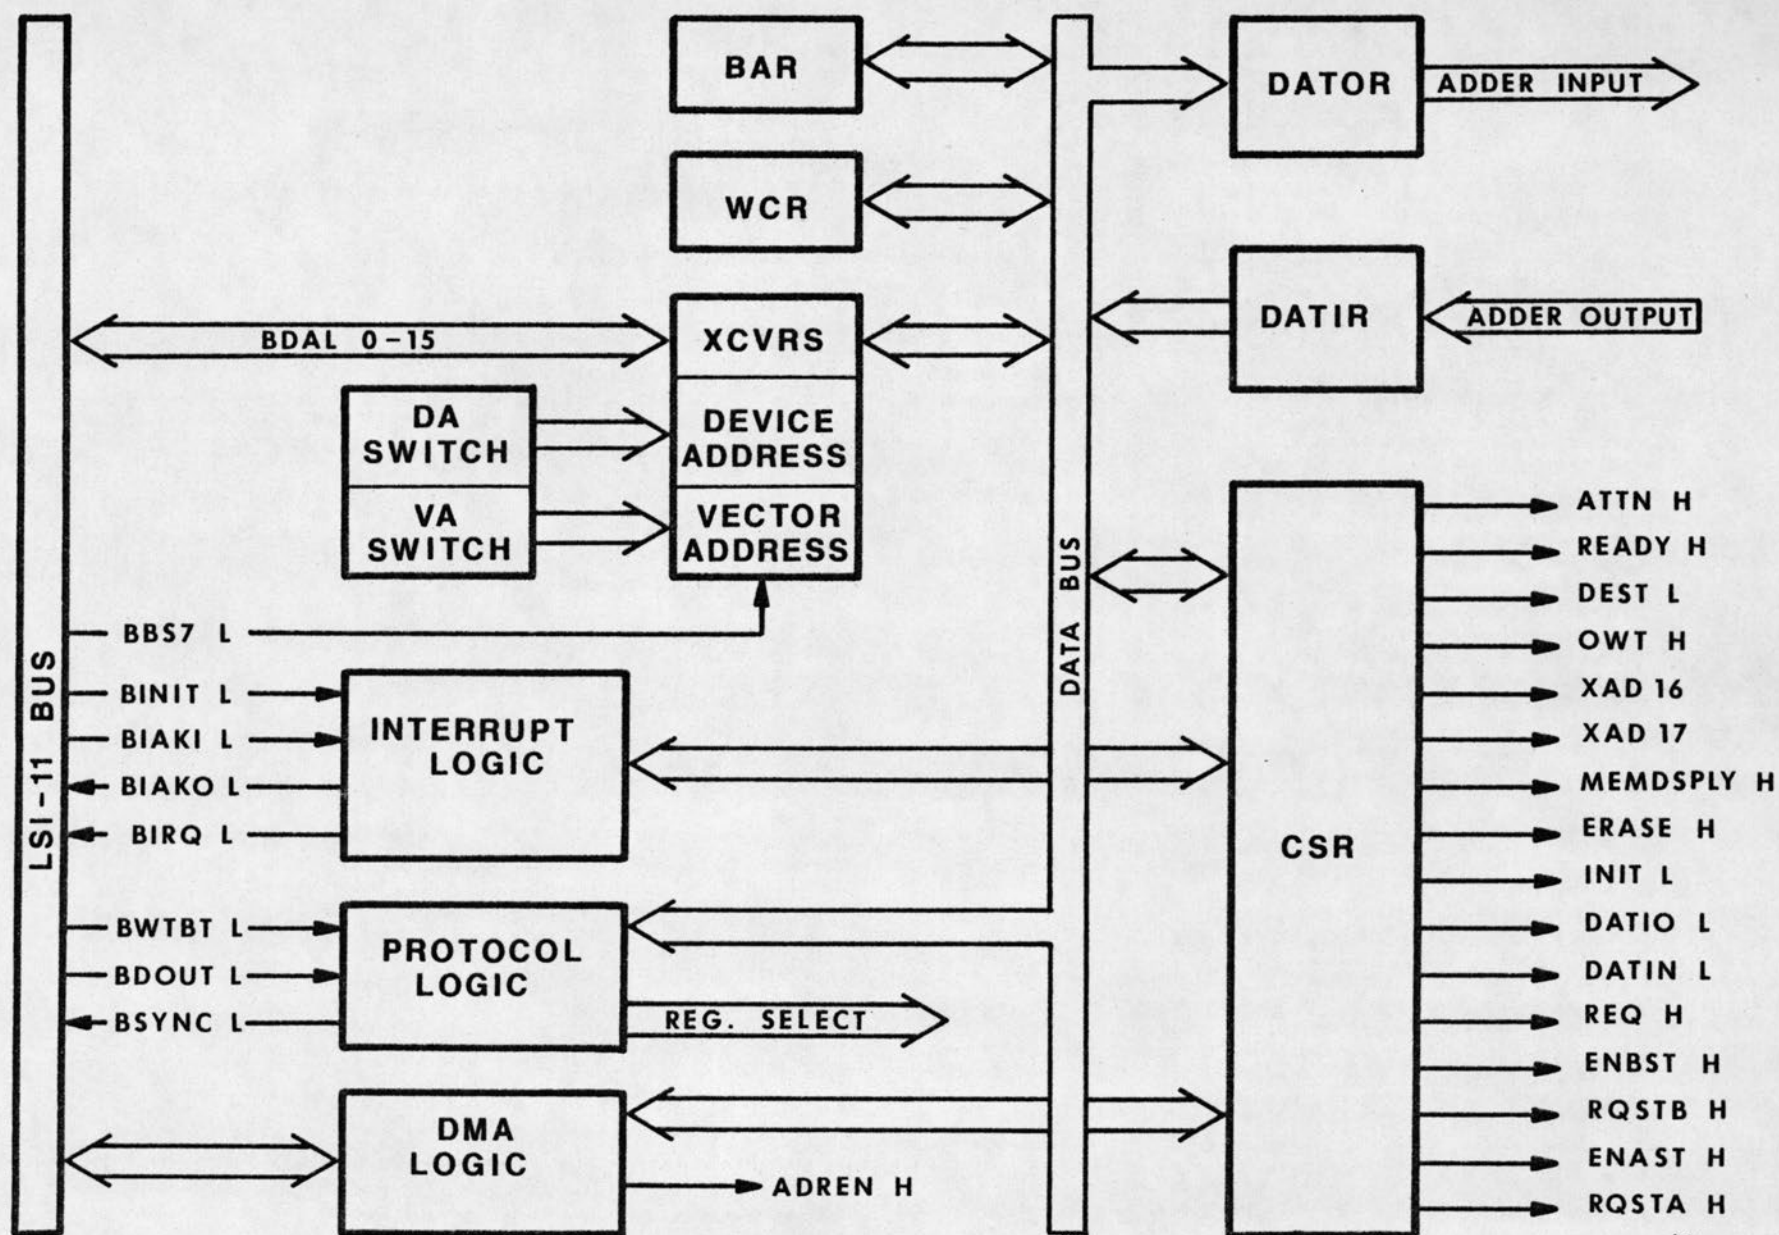 BAR
DATOR
ADDER INPUT
WCR
BDAL 0-15
XCVRS
DATIR
ADDER OUTPUT
DA
SWITCH
DEVICE
ADDRESS
VA
SWITCH
VECTOR
ADDRESS
LSI-11 BUS
BBS7 L
BINIT L
BIAKI L
BIAKO L
BIRQ L
INTERRUPT
LOGIC
BWTBT L
BDOUT L
BSYNC L
PROTOCOL
LOGIC
REG. SELECT
DMA
LOGIC
ADREN H
DATA BUS
CSR
ATTN H
READY H
DEST L
OWT H
XAD 16
XAD 17
MEMDSPLY H
ERASE H
INIT L
DATIO L
DATIN L
REQ H
ENBST H
RQSTB H
ENAST H
RQSTA H